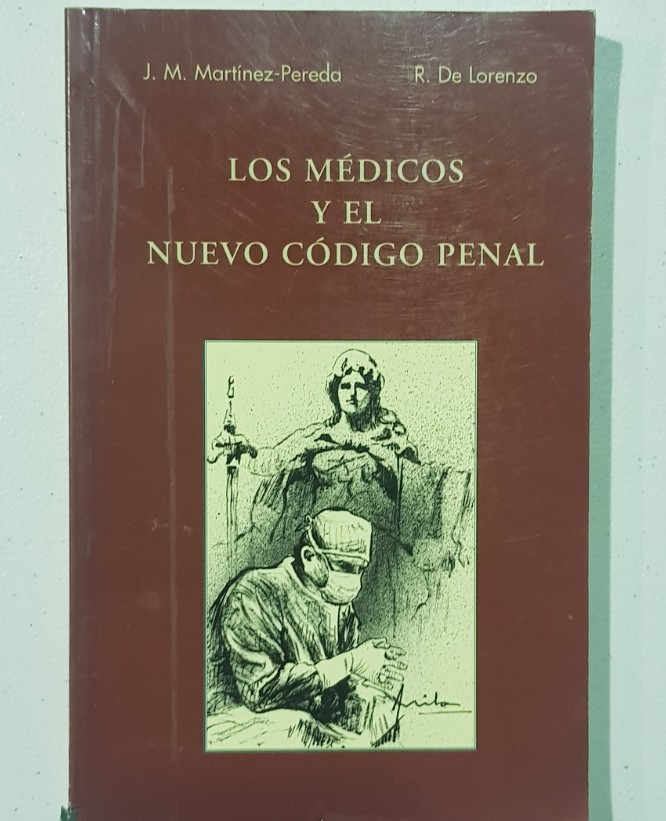 J. M. Martínez-Pereda R. De Lorenzo
LOS MÉDICOS
Y EL
NUEVO CÓDIGO PENAL